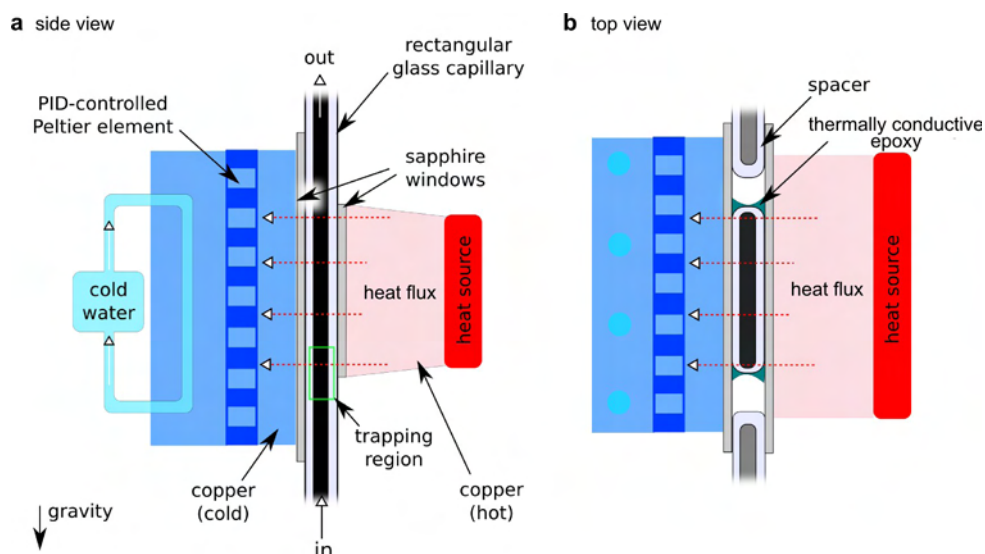 a side view
out
rectangular
glass capillary
PID-controlled
Peltier element
sapphire
windows
cold
water
heat flux
heat source
trapping
region
copper
(cold)
copper
(hot)
gravity
in
b top view
spacer
thermally conductive
epoxy
heat flux
heat source